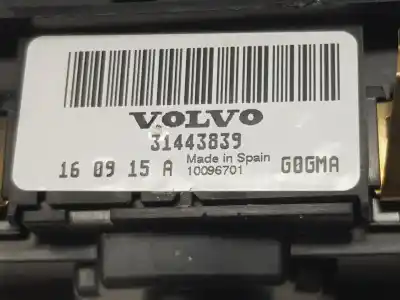 VOLVO
31443839
16 09 15 A Made in Spain G0GMA
10096701